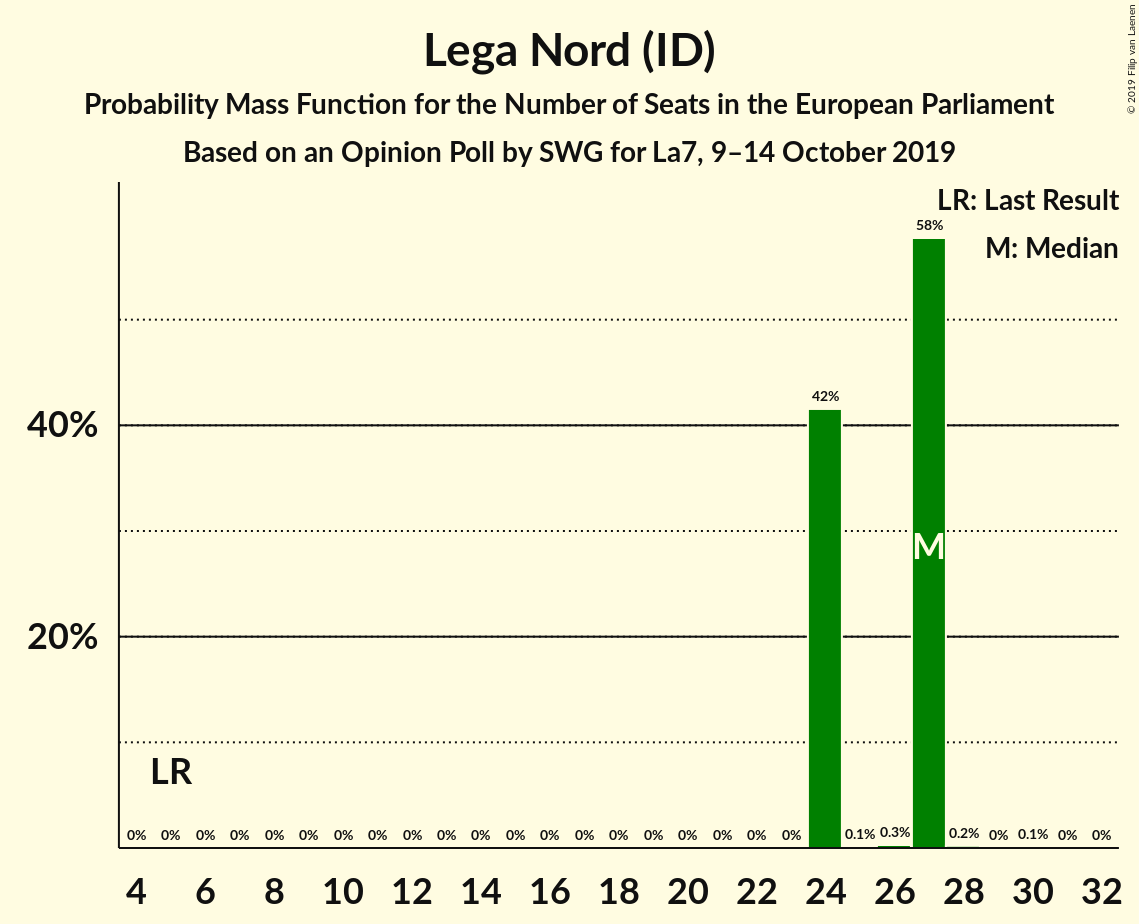 Lega Nord (ID)
Probability Mass Function for the Number of Seats in the European Parliament
Based on an Opinion Poll by SWG for La7, 9–14 October 2019
© 2019 Filip van Laenen
LR: Last Result
M: Median
58%
42%
40%
M
20%
LR
0% 0% 0% 0% 0% 0% 0% 0% 0% 0% 0% 0% 0% 0% 0% 0% 0% 0% 0% 0% 0.1% 0.3% 0.2% 0% 0.1% 0% 0%
4 6 8 10 12 14 16 18 20 22 24 26 28 30 32